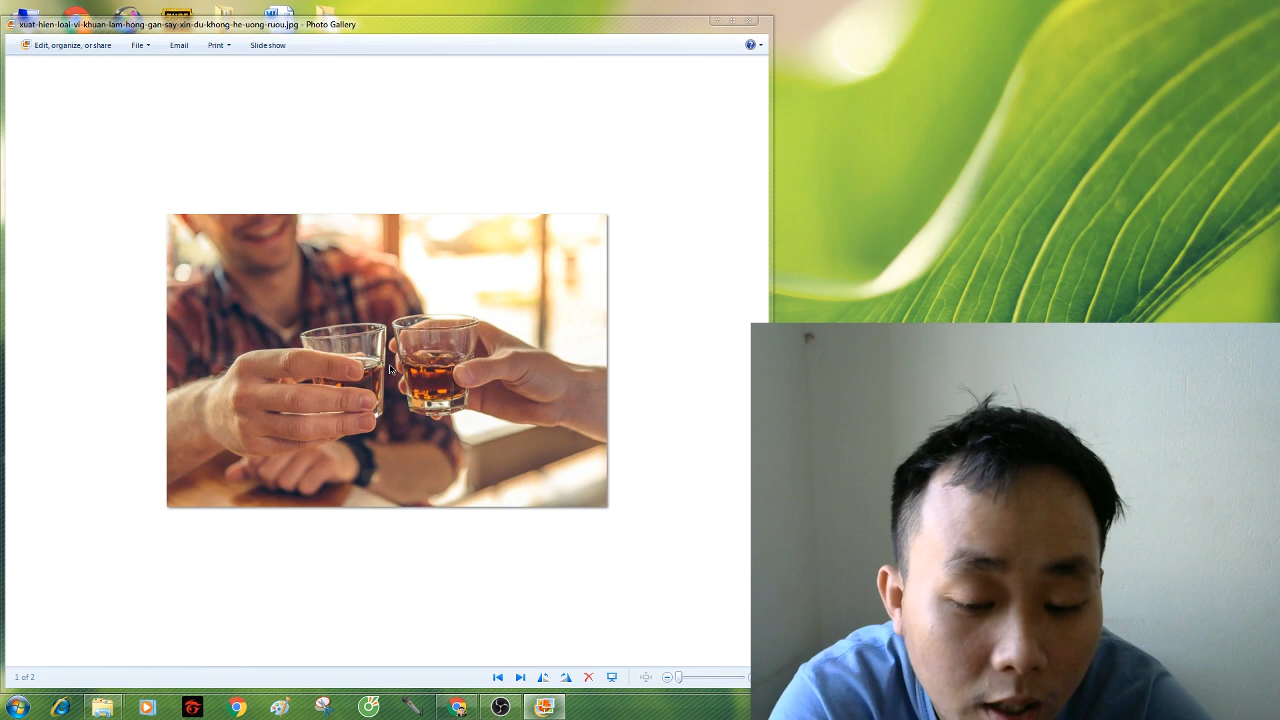 xuat-hien-loai-vi-khuan-lam-hong-gan-say-xin-du-khong-he-uong-ruou.jpg - Photo Gallery
Edit, organize, or share File Email Print Slide show
1 of 2